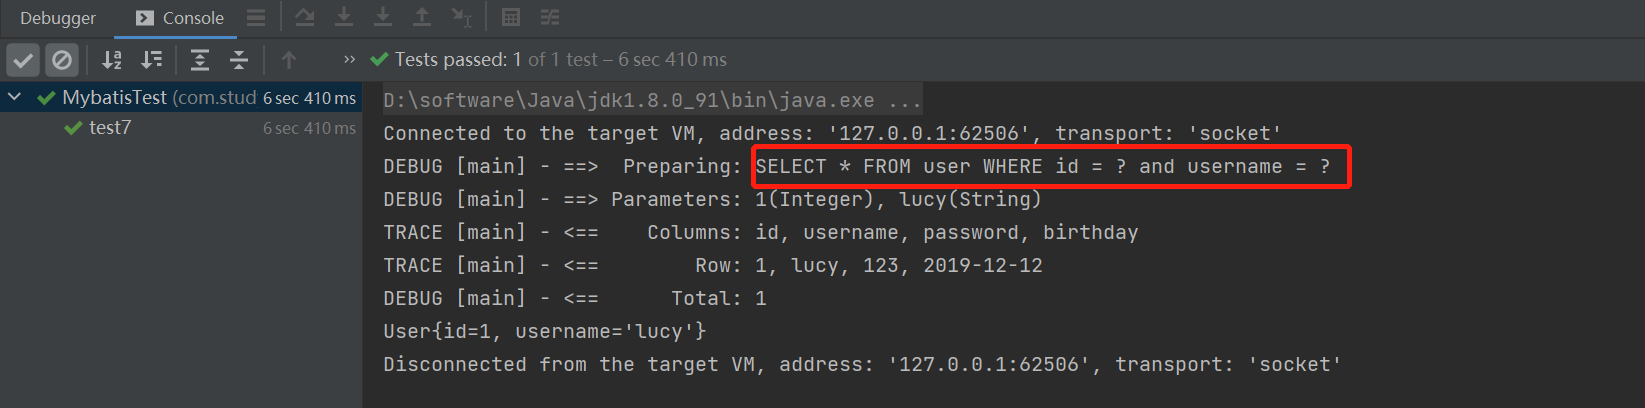 Debugger Console
» Tests passed: 1 of 1 test – 6 sec 410 ms
MybatisTest (com.stud 6 sec 410 ms
test7 6 sec 410 ms
D:\software\Java\jdk1.8.0_91\bin\java.exe ...
Connected to the target VM, address: '127.0.0.1:62506', transport: 'socket'
DEBUG [main] - ==>  Preparing: SELECT * FROM user WHERE id = ? and username = ?
DEBUG [main] - ==> Parameters: 1(Integer), lucy(String)
TRACE [main] - <==    Columns: id, username, password, birthday
TRACE [main] - <==        Row: 1, lucy, 123, 2019-12-12
DEBUG [main] - <==      Total: 1
User{id=1, username='lucy'}
Disconnected from the target VM, address: '127.0.0.1:62506', transport: 'socket'